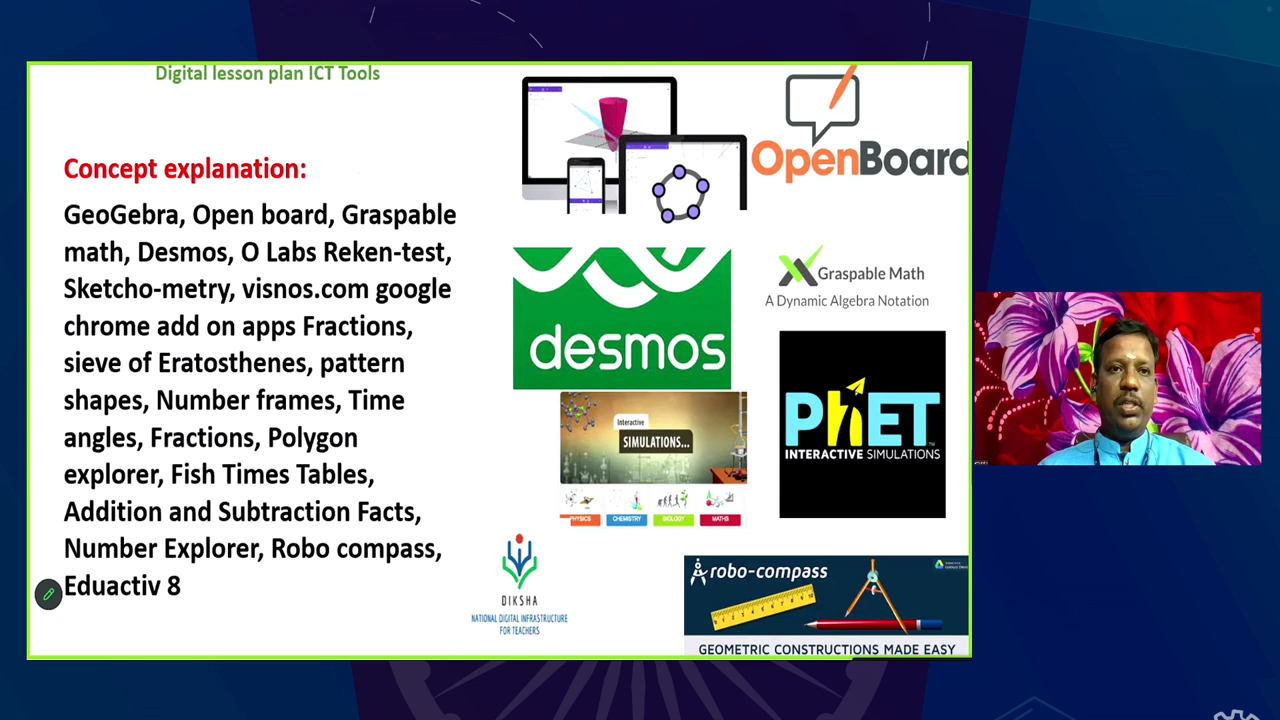 Digital lesson plan ICT Tools
Concept explanation:
GeoGebra, Open board, Graspable
math, Desmos, O Labs Reken-test,
Sketcho-metry, visnos.com google
chrome add on apps Fractions,
sieve of Eratosthenes, pattern
shapes, Number frames, Time
angles, Fractions, Polygon
explorer, Fish Times Tables,
Addition and Subtraction Facts,
Number Explorer, Robo compass,
Eduactiv 8
OpenBoard
desmos
Graspable Math
A Dynamic Algebra Notation
Interactive
SIMULATIONS...
PHYSICS
CHEMISTRY
BIOLOGY
MATHS
PhET
INTERACTIVE SIMULATIONS
DIKSHA
NATIONAL DIGITAL INFRASTRUCTURE
FOR TEACHERS
robo-compass
GEOMETRIC CONSTRUCTIONS MADE EASY